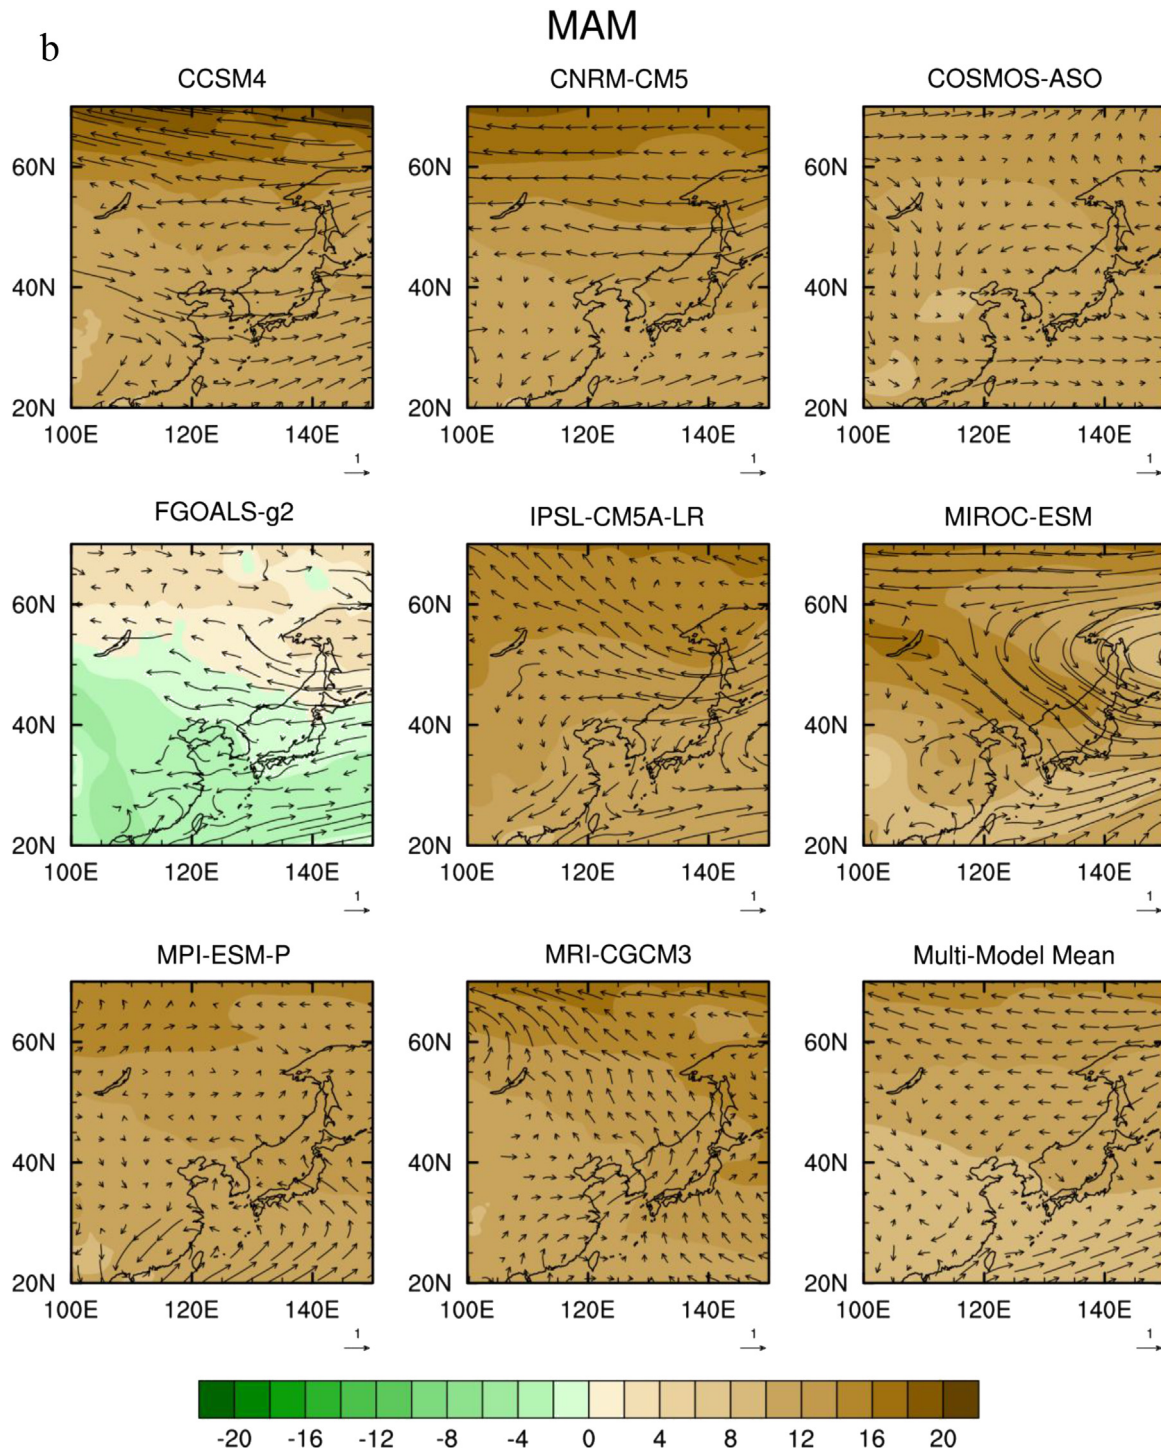 MAM
b
CCSM4 CNRM-CM5 COSMOS-ASO
60N 60N 60N
40N 40N 40N
20N 20N 20N
100E 120E 140E 100E 120E 140E 100E 120E 140E
1 1 1
FGOALS-g2 IPSL-CM5A-LR MIROC-ESM
60N 60N 60N
40N 40N 40N
20N 20N 20N
100E 120E 140E 100E 120E 140E 100E 120E 140E
1 1 1
MPI-ESM-P MRI-CGCM3 Multi-Model Mean
60N 60N 60N
40N 40N 40N
20N 20N 20N
100E 120E 140E 100E 120E 140E 100E 120E 140E
1 1 1
-20 -16 -12 -8 -4 0 4 8 12 16 20